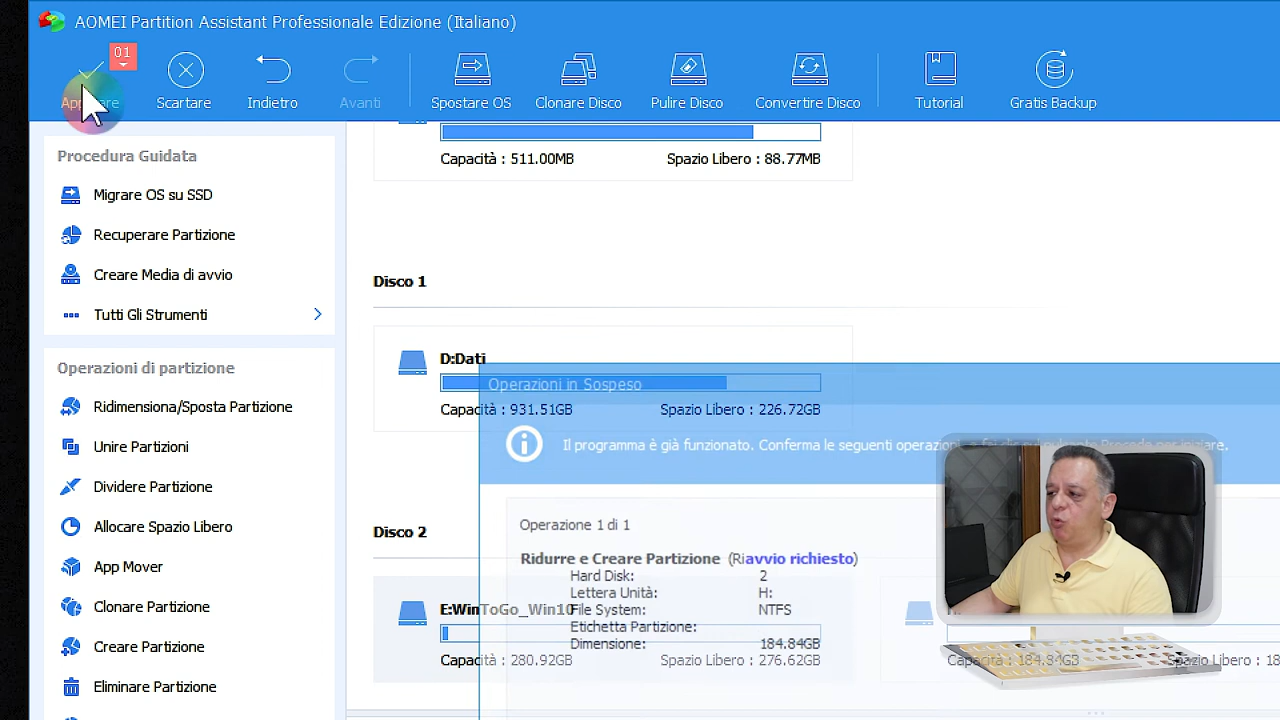 AOMEI Partition Assistant Professionale Edizione (Italiano)
01
Scartare
Indietro
Avanti
Spostare OS
Clonare Disco
Pulire Disco
Convertire Disco
Tutorial
Gratis Backup
Procedura Guidata
Migrare OS su SSD
Recuperare Partizione
Creare Media di avvio
Tutti Gli Strumenti
Operazioni di partizione
Ridimensiona/Sposta Partizione
Unire Partizioni
Dividere Partizione
Allocare Spazio Libero
App Mover
Clonare Partizione
Creare Partizione
Eliminare Partizione
Capacità : 511.00MB
Spazio Libero : 88.77MB
Disco 1
D:Dati
Capacità : 931.51GB
Spazio Libero : 226.72GB
Disco 2
E:WinToGo_Win10
Capacità : 280.92GB
Spazio Libero : 276.62GB
Capacità : 184.84GB
Spazio Libero : 18
Operazioni in Sospeso
Il programma è già funzionato. Conferma le seguenti operazioni
Operazione 1 di 1
Ridurre e Creare Partizione (Riavvio richiesto)
Hard Disk: 2
Lettera Unità: H:
File System: NTFS
Etichetta Partizione:
Dimensione: 184.84GB